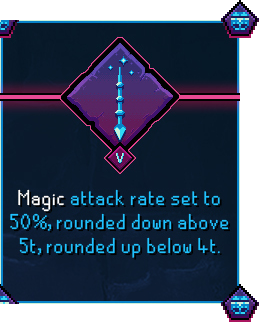 V
Magic attack rate set to
50%, rounded down above
5t, rounded up below 4t.